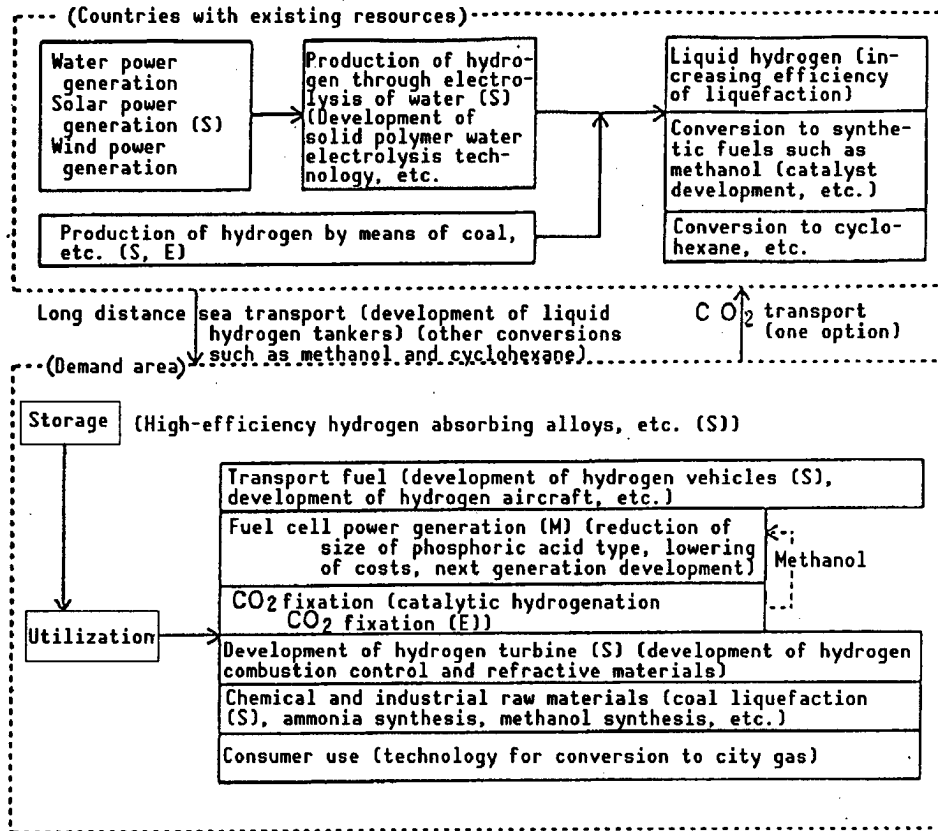 (Countries with existing resources)
Water power
generation
Solar power
generation (S)
Wind power
generation
Production of hydro-
gen through electro-
lysis of water (S)
(Development of
solid polymer water
electrolysis tech-
nology, etc.
Liquid hydrogen (in-
creasing efficiency
of liquefaction)
Conversion to synthe-
tic fuels such as
methanol (catalyst
development, etc.)
Conversion to cyclo-
hexane, etc.
Production of hydrogen by means of coal,
etc. (S, E)
Long distance sea transport (development of liquid
hydrogen tankers) (other conversions
such as methanol and cyclohexane)
CO2 transport
(one option)
(Demand area)
Storage (High-efficiency hydrogen absorbing alloys, etc. (S))
Transport fuel (development of hydrogen vehicles (S),
development of hydrogen aircraft, etc.)
Fuel cell power generation (M) (reduction of
size of phosphoric acid type, lowering
of costs, next generation development)
Methanol
CO2 fixation (catalytic hydrogenation
CO2 fixation (E))
Utilization
Development of hydrogen turbine (S) (development of hydrogen
combustion control and refractive materials)
Chemical and industrial raw materials (coal liquefaction
(S), ammonia synthesis, methanol synthesis, etc.)
Consumer use (technology for conversion to city gas)